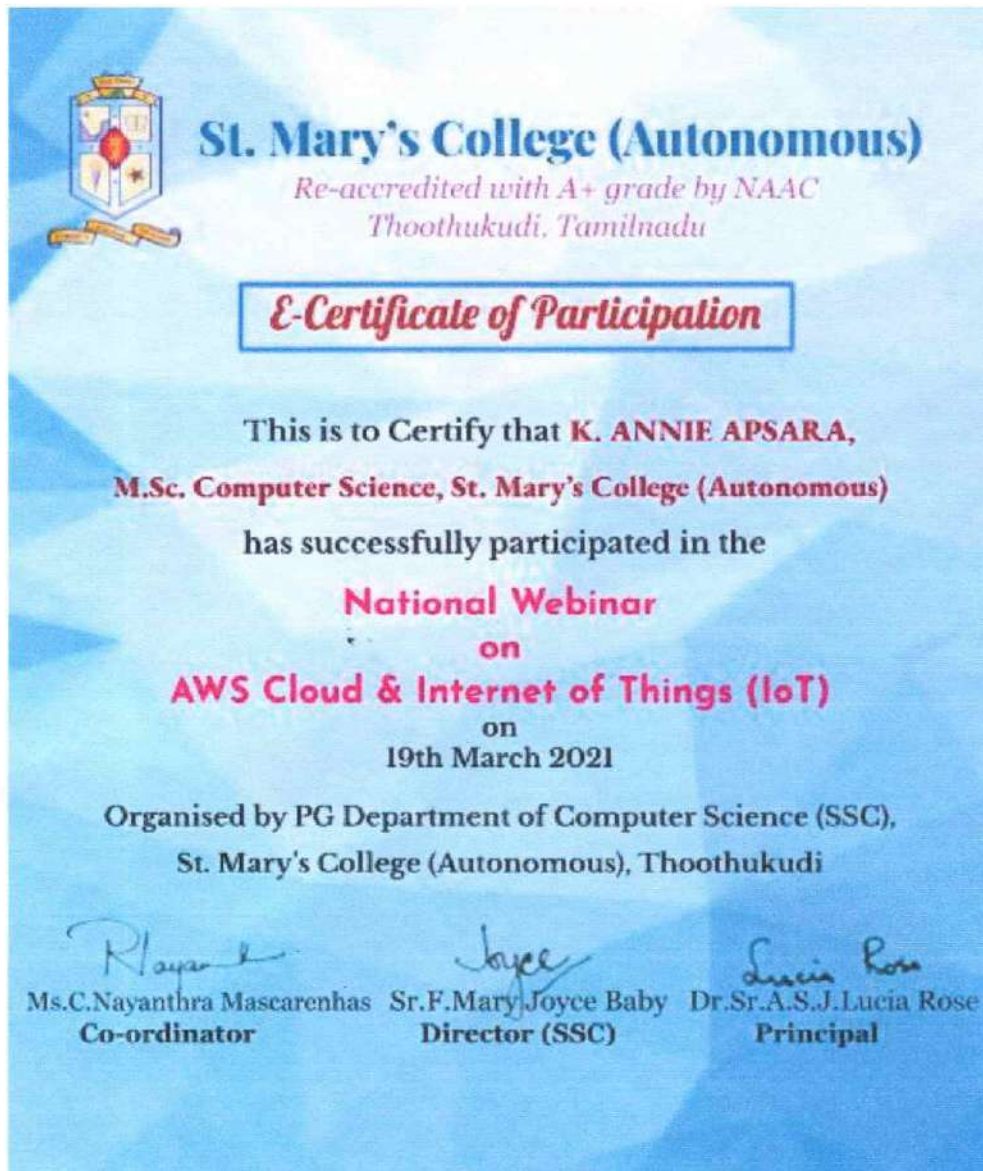 St. Mary's College (Autonomous)
Re-accredited with A+ grade by NAAC
Thoothukudi, Tamilnadu
E-Certificate of Participation
This is to Certify that K. ANNIE APSARA,
M.Sc. Computer Science, St. Mary's College (Autonomous)
has successfully participated in the
National Webinar
on
AWS Cloud & Internet of Things (IoT)
on
19th March 2021
Organised by PG Department of Computer Science (SSC),
St. Mary's College (Autonomous), Thoothukudi
Joyce
Lucia Rose
Ms.C.Nayanthra Mascarenhas Sr.F.Mary Joyce Baby Dr.Sr.A.S.J.Lucia Rose
Co-ordinator Director (SSC) Principal